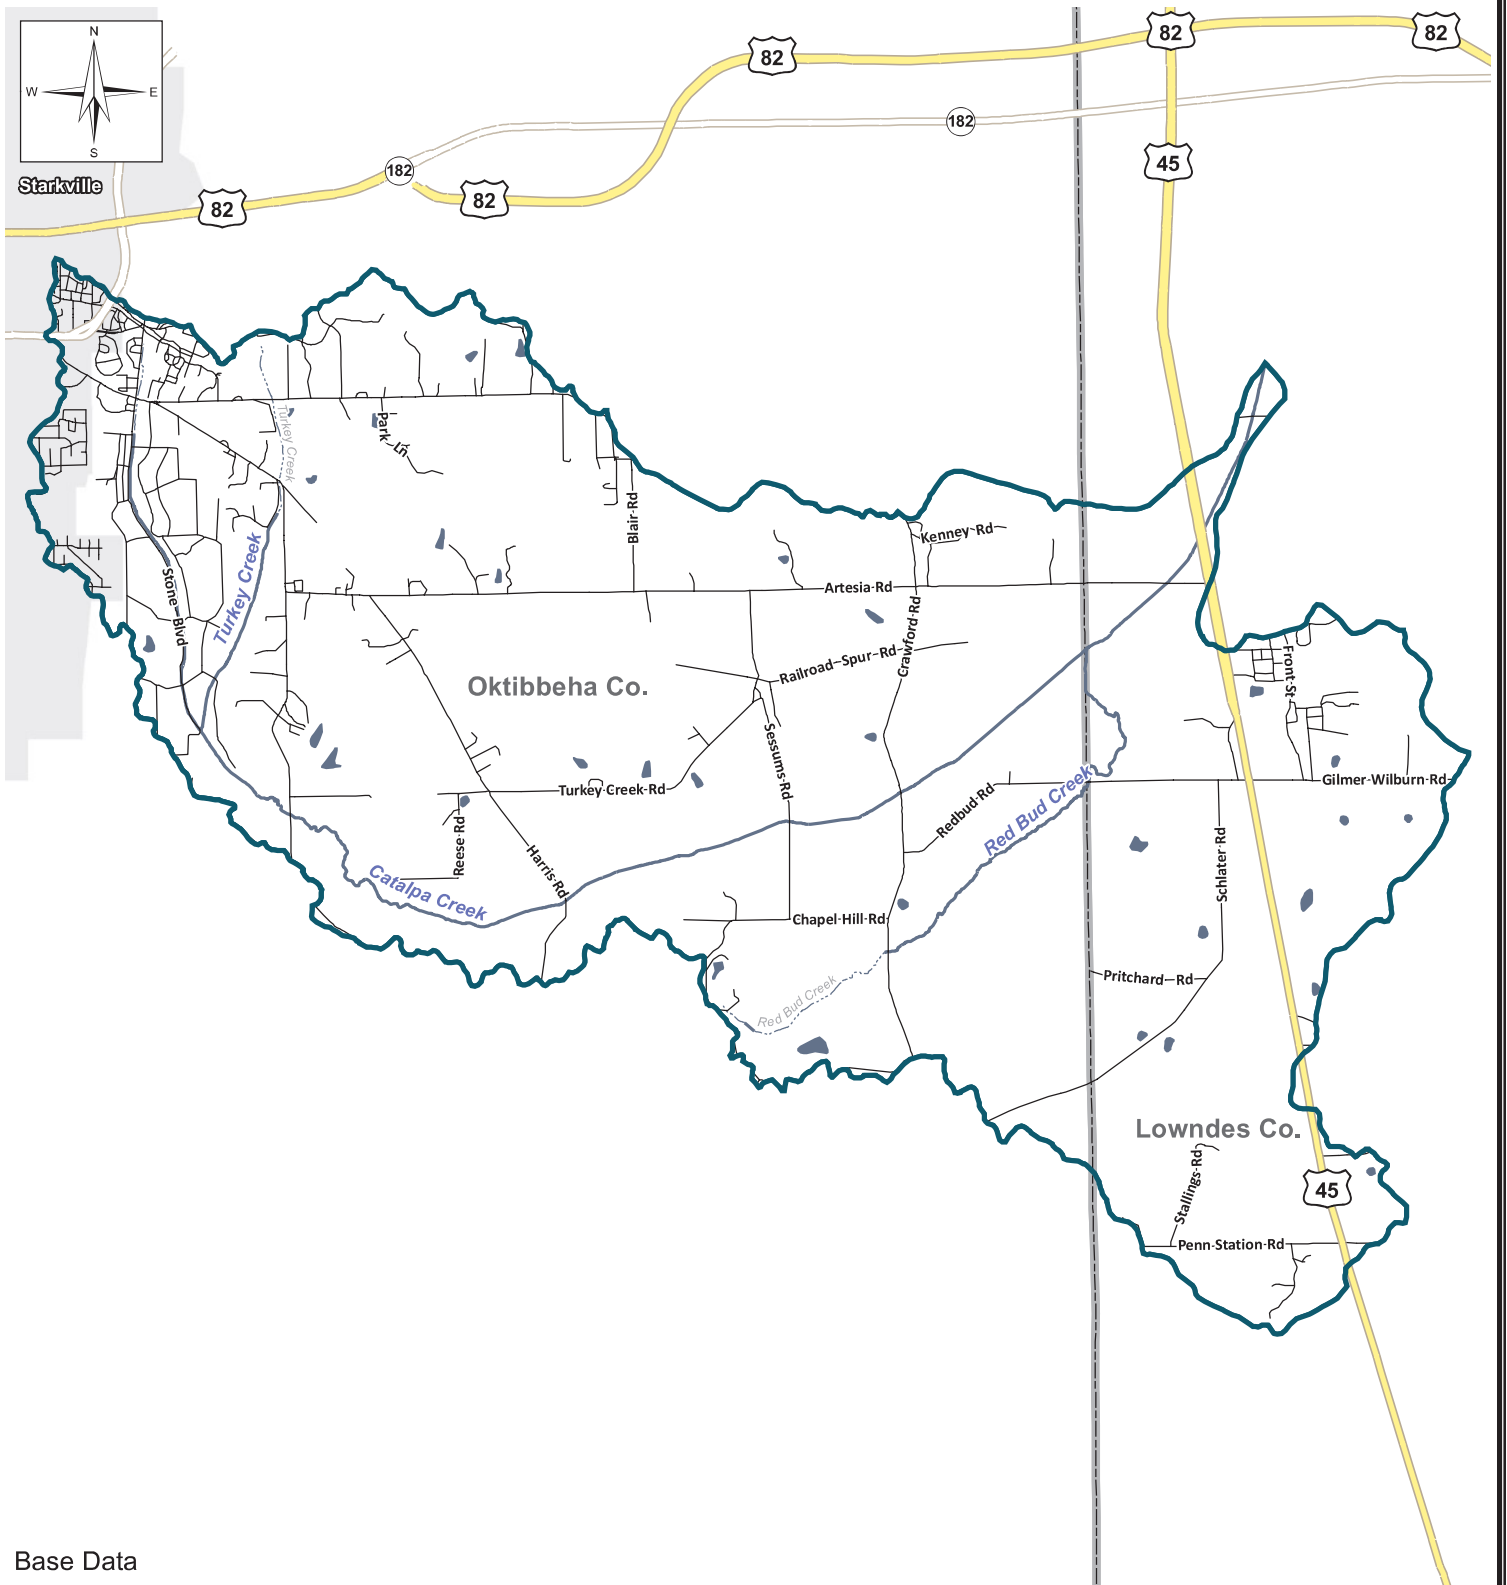 N
W E
S
Starkville
82
82
82
82
82
182
182
45
Turkey Creek
Park Ln
Blair Rd
Kenney Rd
Artesia Rd
Crawford Rd
Stone Blvd
Turkey Creek
Railroad Spur Rd
Front St
Oktibbeha Co.
Sessums Rd
Turkey Creek Rd
Gilmer-Wilburn Rd
Redbud Rd
Red Bud Creek
Reese Rd
Harris Rd
Schlater Rd
Catalpa Creek
Chapel Hill Rd
Pritchard Rd
Red Bud Creek
Lowndes Co.
Stallings Rd
45
Penn Station Rd
Base Data